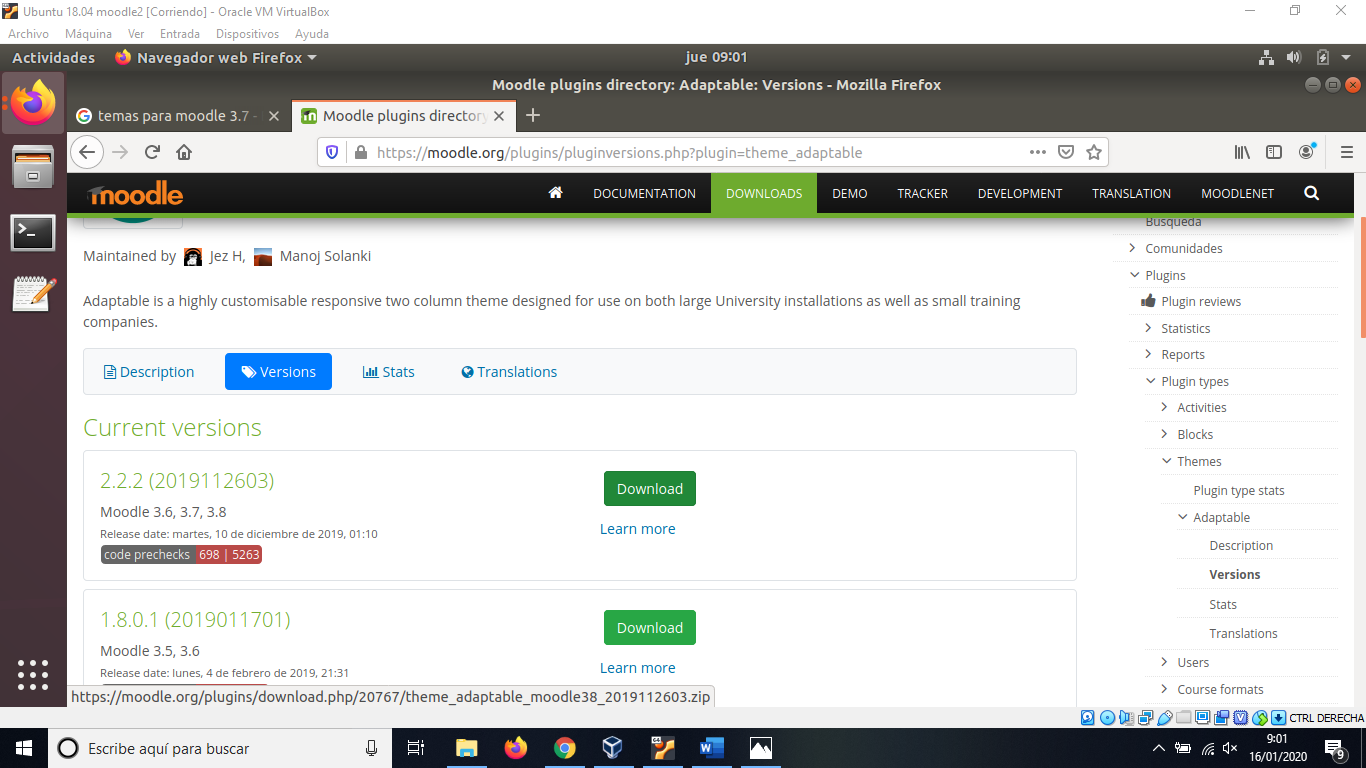 Ubuntu 18.04 moodle2 [Corriendo] - Oracle VM VirtualBox
Archivo Máquina Ver Entrada Dispositivos Ayuda
Actividades Navegador web Firefox jue 09:01
Moodle plugins directory: Adaptable: Versions - Mozilla Firefox
temas para moodle 3.7 - Moodle plugins directory
https://moodle.org/plugins/pluginversions.php?plugin=theme_adaptable
moodle DOCUMENTATION DOWNLOADS DEMO TRACKER DEVELOPMENT TRANSLATION MOODLENET
Maintained by Jez H, Manoj Solanki
Adaptable is a highly customisable responsive two column theme designed for use on both large University installations as well as small training
companies.
Description Versions Stats Translations
Current versions
2.2.2 (2019112603)
Download
Moodle 3.6, 3.7, 3.8
Release date: martes, 10 de diciembre de 2019, 01:10
Learn more
code prechecks 698 | 5263
1.8.0.1 (2019011701)
Download
Moodle 3.5, 3.6
Release date: lunes, 4 de febrero de 2019, 21:31
Learn more
https://moodle.org/plugins/download.php/20767/theme_adaptable_moodle38_2019112603.zip
Búsqueda
Comunidades
Plugins
Plugin reviews
Statistics
Reports
Plugin types
Activities
Blocks
Themes
Plugin type stats
Adaptable
Description
Versions
Stats
Translations
Users
Course formats
CTRL DERECHA
Escribe aquí para buscar
9:01
16/01/2020
9